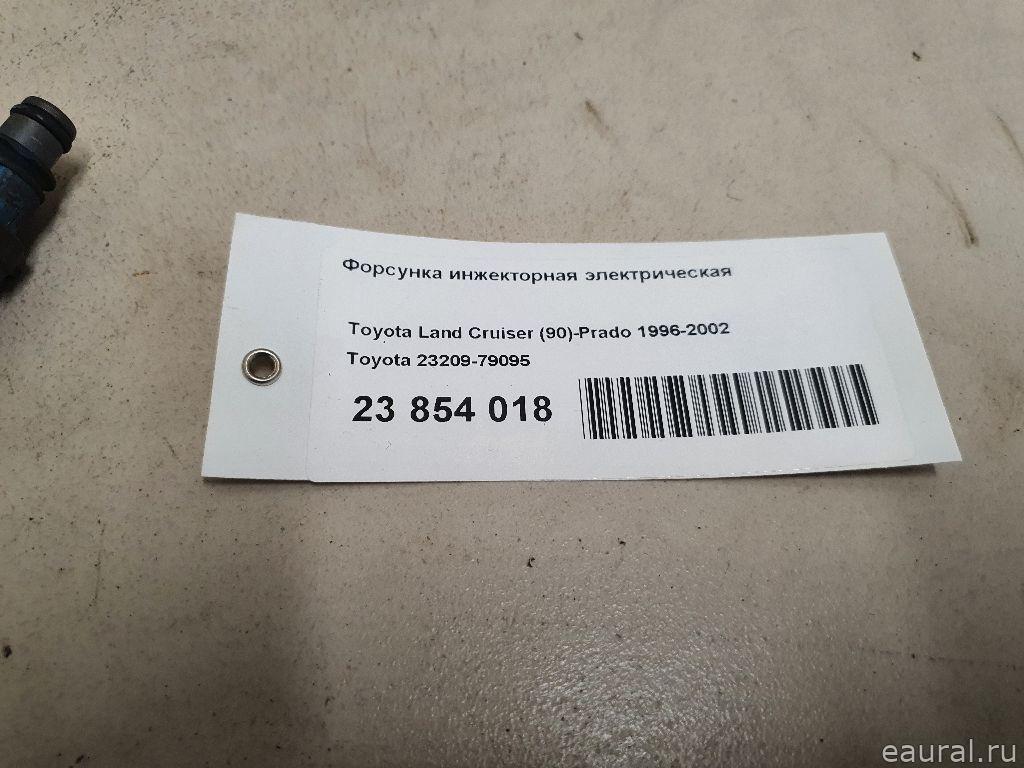 Форсунка инжекторная электрическая
Toyota Land Cruiser (90)-Prado 1996-2002
Toyota 23209-79095
23 854 018
eaural.ru